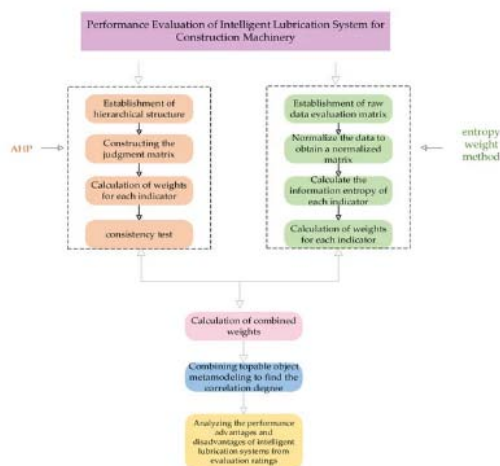 Performance Evaluation of Intelligent Lubrication System for
Construction Machinery
AHP
Establishment of
hierarchical structure
Constructing the
judgment matrix
Calculation of weights
for each indicator
consistency test
Establishment of raw
data evaluation matrix
Normalize the data to
obtain a normalized
matrix
Calculate the
information entropy of
each indicator
Calculation of weights
for each indicator
entropy
weight
method
Calculation of combined
weights
Combining topable object
metamodeling to find the
correlation degree
Analyzing the performance
advantages and
disadvantages of intelligent
lubrication systems from
evaluation ratings